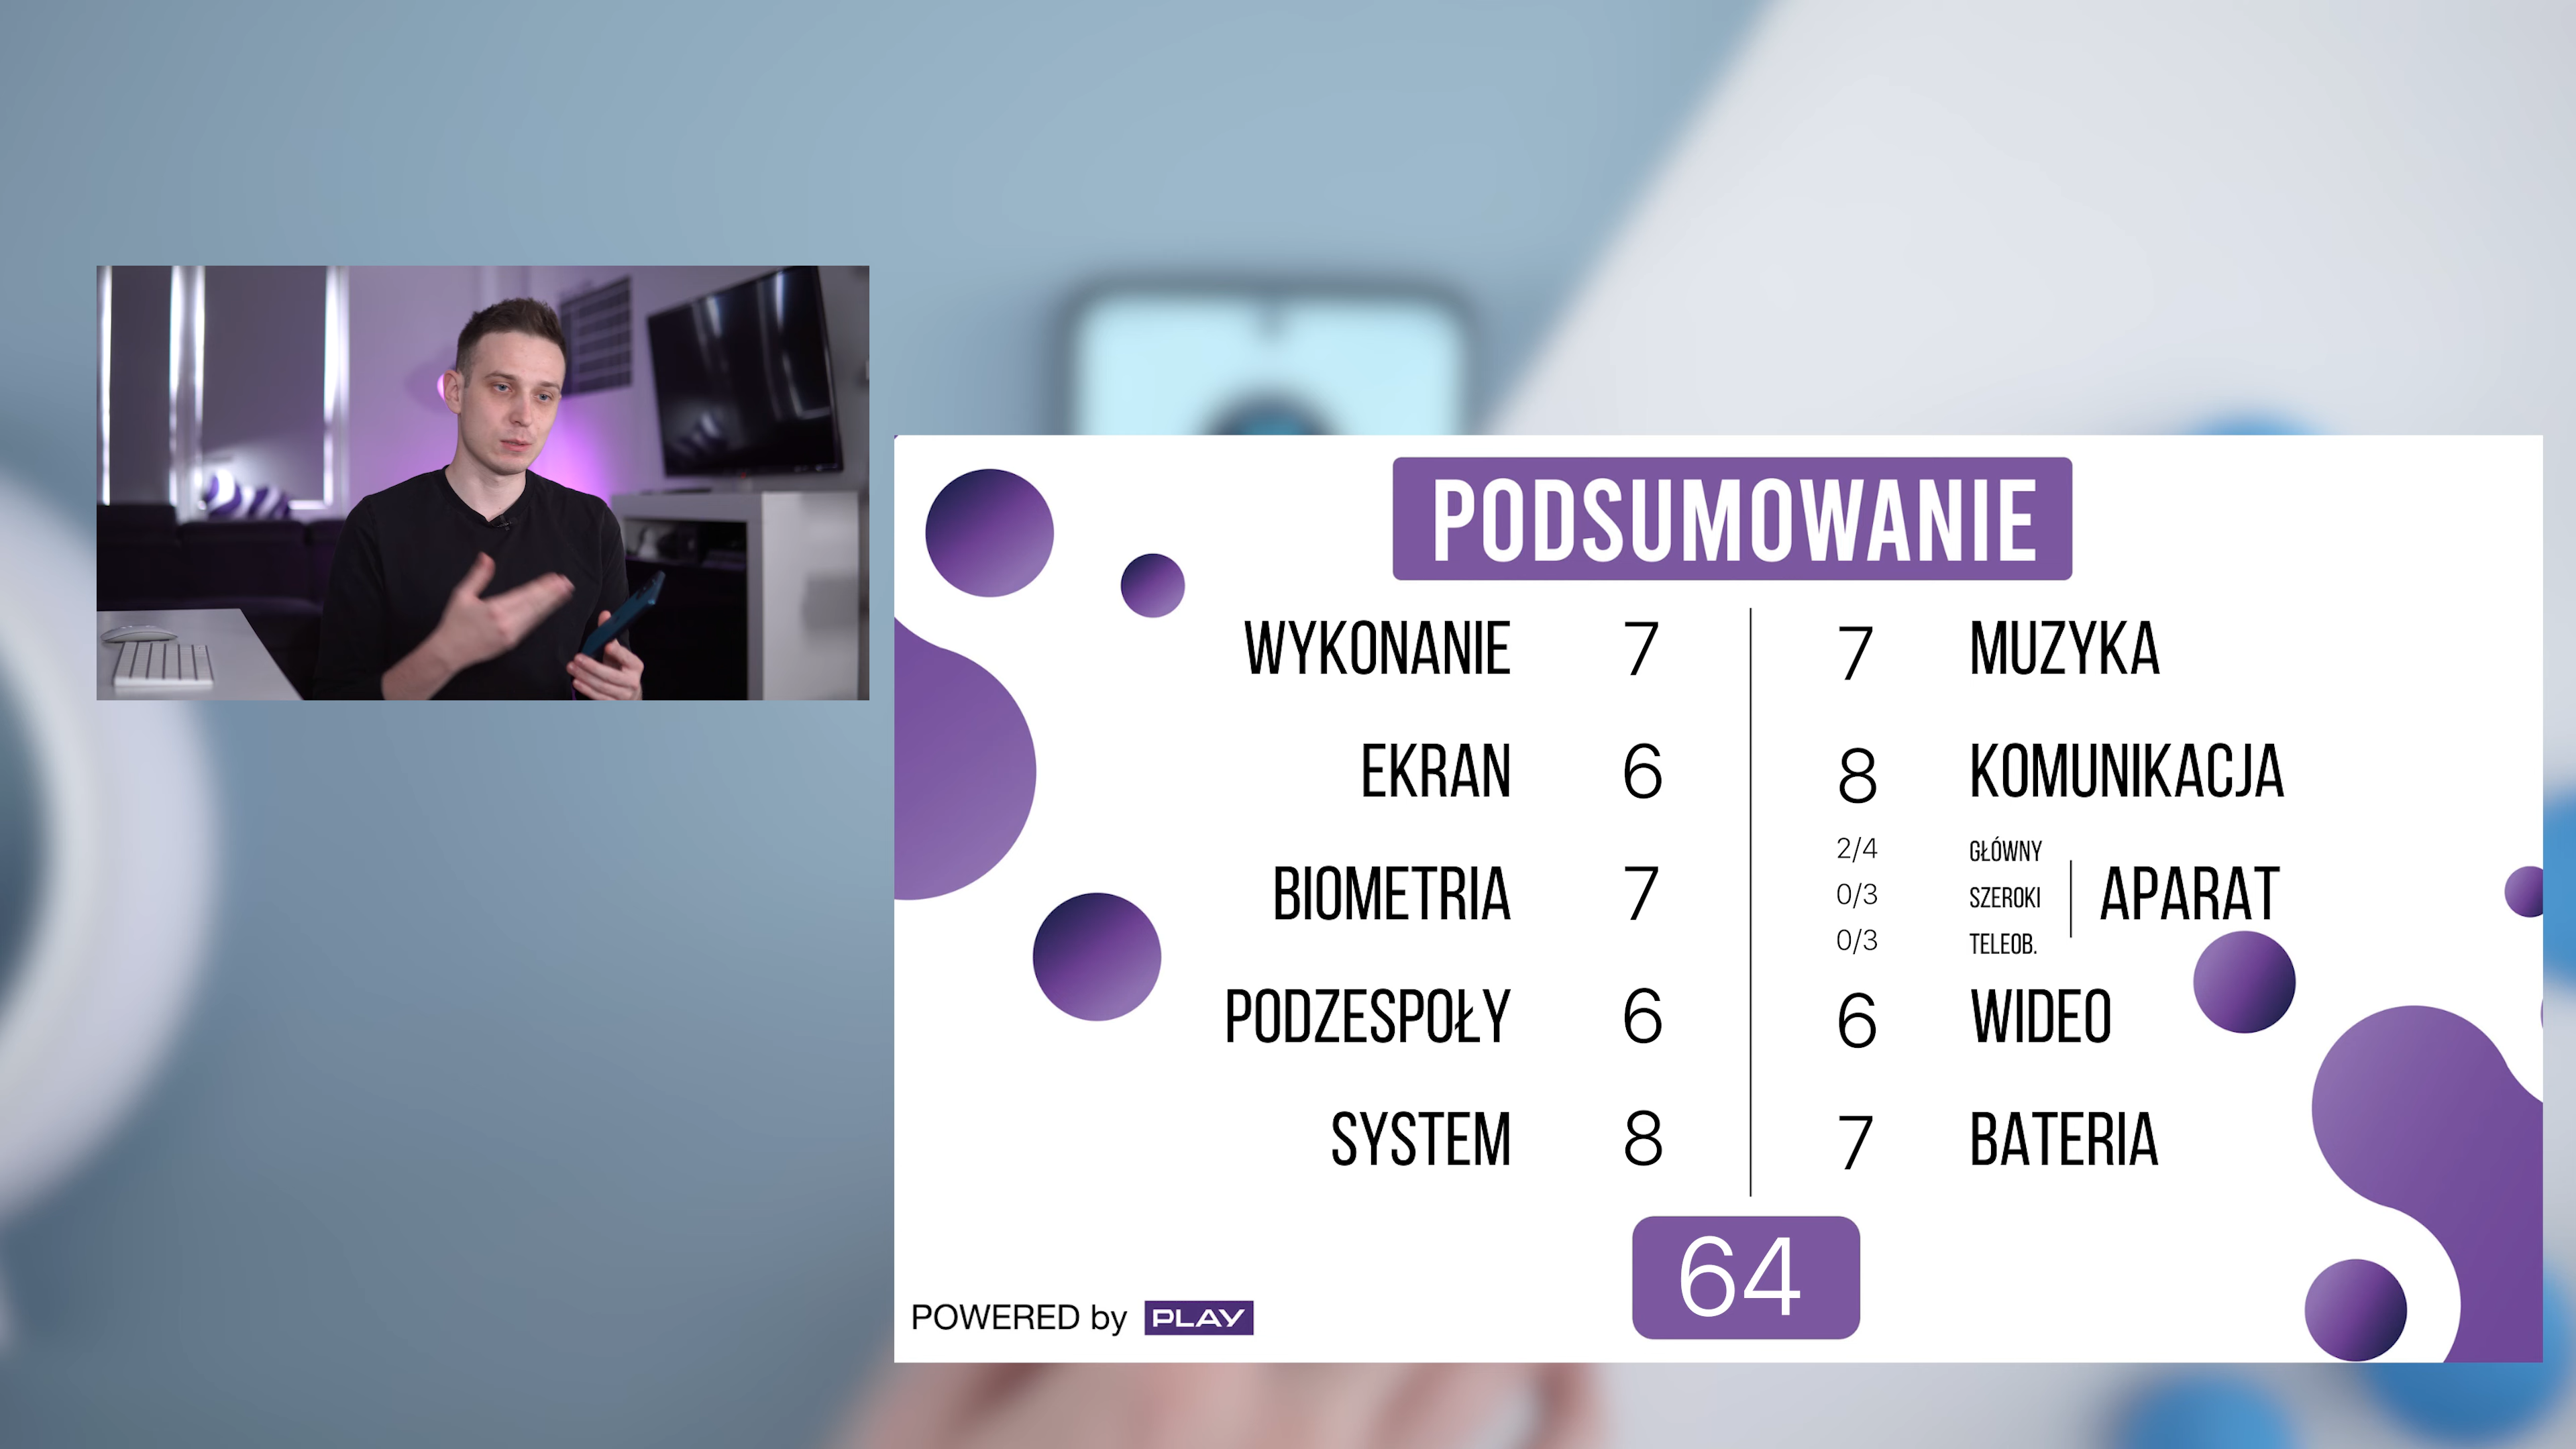 PODSUMOWANIE
WYKONANIE 7
EKRAN 6
BIOMETRIA 7
PODZESPOŁY 6
SYSTEM 8
7 MUZYKA
8 KOMUNIKACJA
2/4 GŁÓWNY
0/3 SZEROKI
0/3 TELEOB.
APARAT
6 WIDEO
7 BATERIA
64
POWERED by PLAY